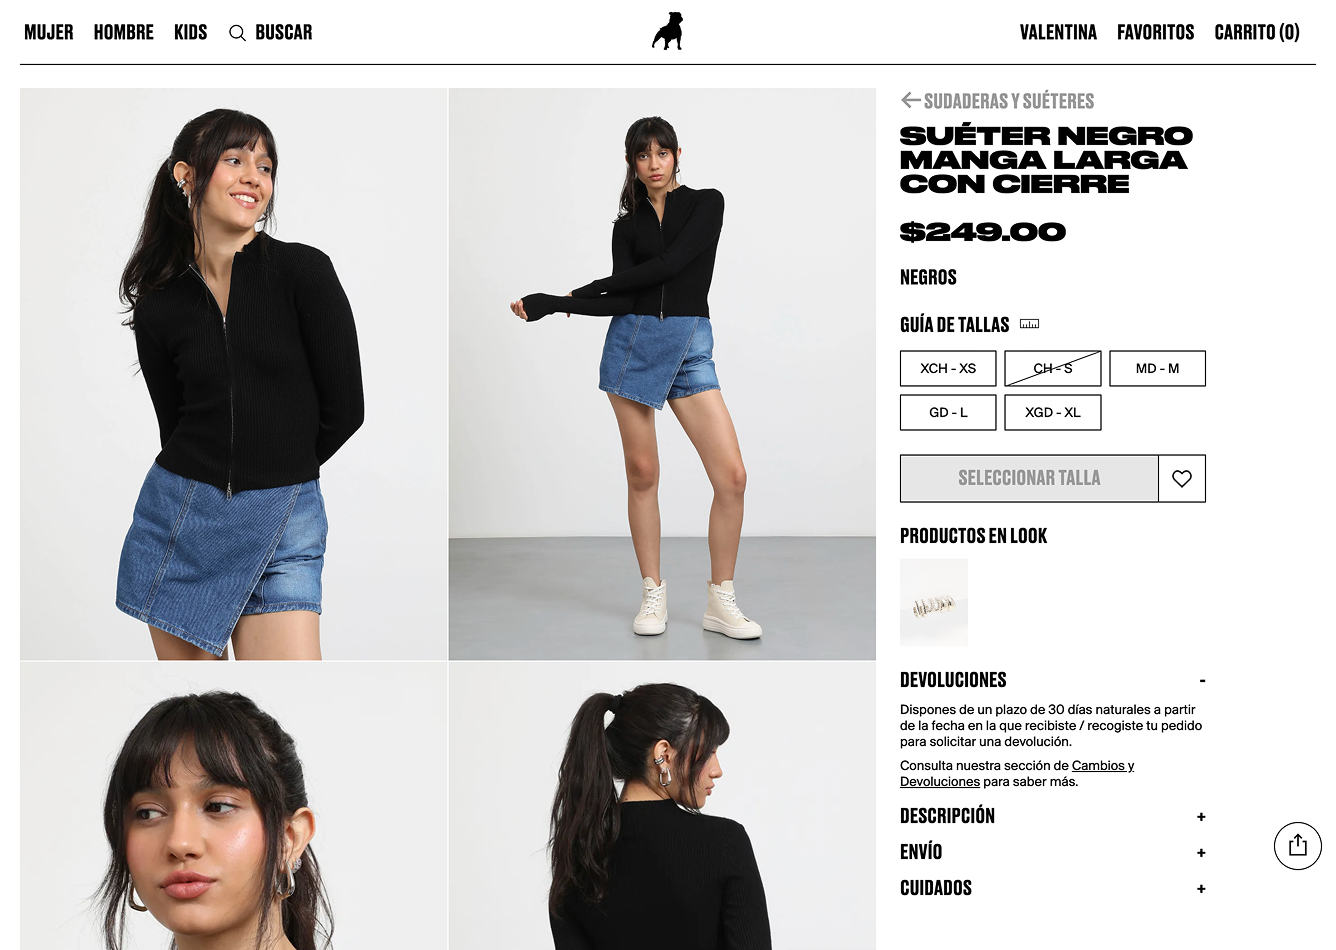 MUJER HOMBRE KIDS BUSCAR VALENTINA FAVORITOS CARRITO (0)
SUDADERAS Y SUÉTERES
SUÉTER NEGRO
MANGA LARGA
CON CIERRE
$249.00
NEGROS
GUÍA DE TALLAS
XCH - XS CH - S MD - M
GD - L XGD - XL
SELECCIONAR TALLA
PRODUCTOS EN LOOK
DEVOLUCIONES -
Dispones de un plazo de 30 días naturales a partir
de la fecha en la que recibiste / recogiste tu pedido
para solicitar una devolución.
Consulta nuestra sección de Cambios y
Devoluciones para saber más.
DESCRIPCIÓN +
ENVÍO +
CUIDADOS +